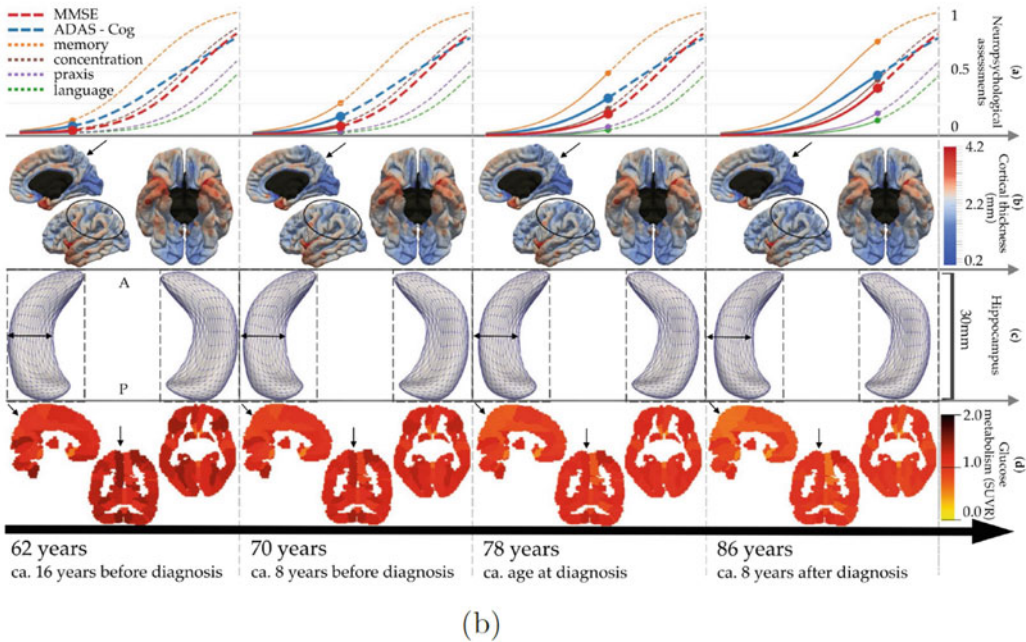 MMSE
ADAS - Cog
memory
concentration
praxis
language
1
0.5
0
Neuropsychological
assessments
(a)
4.2
2.2
0.2
Cortical thickness
(mm)
(b)
A
P
30mm
Hippocampus
(c)
2.0
1.0
0.0
Glucose
metabolism (SUVR)
(d)
62 years
ca. 16 years before diagnosis
70 years
ca. 8 years before diagnosis
78 years
ca. age at diagnosis
86 years
ca. 8 years after diagnosis
(b)